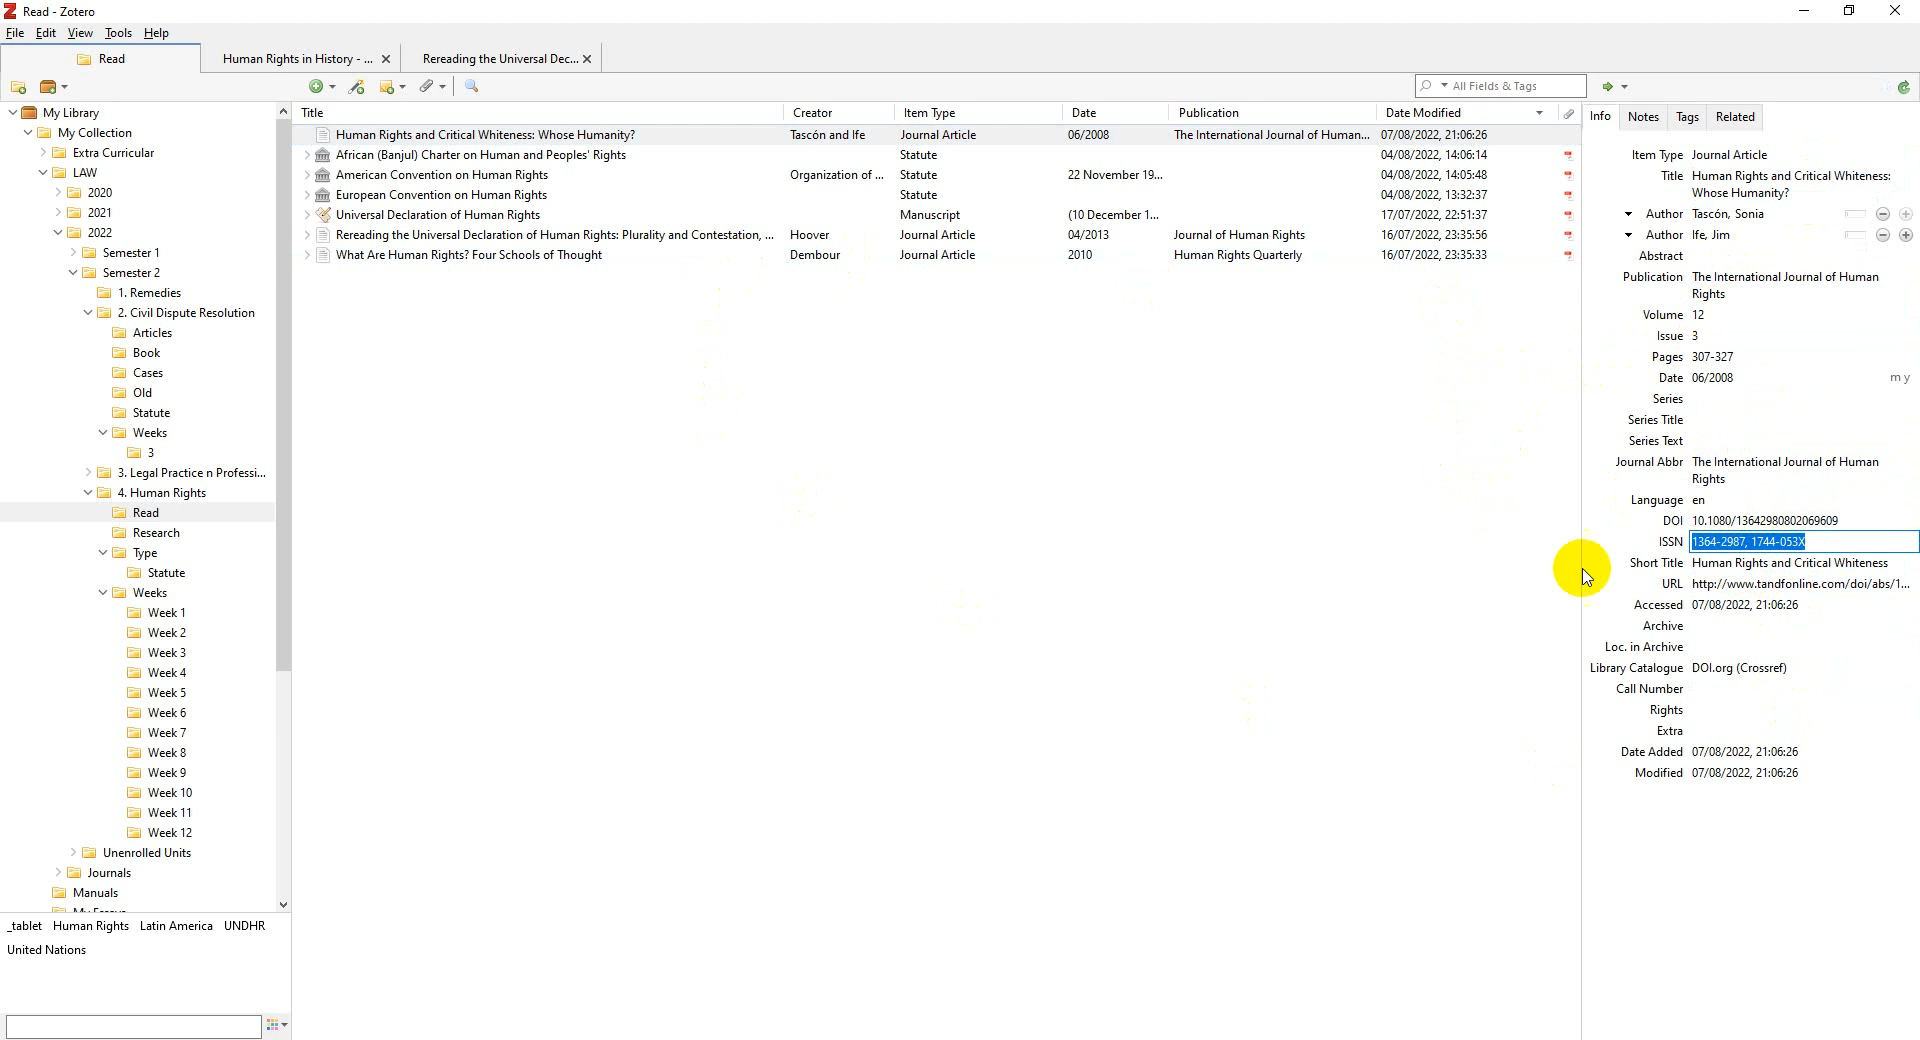 Read - Zotero
File Edit View Tools Help
Read
Human Rights in History - ...
Rereading the Universal Dec...
All Fields & Tags
My Library
My Collection
Extra Curricular
LAW
2020
2021
2022
Semester 1
Semester 2
1. Remedies
2. Civil Dispute Resolution
Articles
Book
Cases
Old
Statute
Weeks
3
3. Legal Practice n Professi...
4. Human Rights
Read
Research
Type
Statute
Weeks
Week 1
Week 2
Week 3
Week 4
Week 5
Week 6
Week 7
Week 8
Week 9
Week 10
Week 11
Week 12
Unenrolled Units
Journals
Manuals
_tablet Human Rights Latin America UNDHR
United Nations
Title Creator Item Type Date Publication Date Modified
Human Rights and Critical Whiteness: Whose Humanity? Tascón and Ife Journal Article 06/2008 The International Journal of Human... 07/08/2022, 21:06:26
African (Banjul) Charter on Human and Peoples' Rights Statute 04/08/2022, 14:06:14
American Convention on Human Rights Organization of ... Statute 22 November 19... 04/08/2022, 14:05:48
European Convention on Human Rights Statute 04/08/2022, 13:32:37
Universal Declaration of Human Rights Manuscript (10 December 1... 17/07/2022, 22:51:37
Rereading the Universal Declaration of Human Rights: Plurality and Contestation, ... Hoover Journal Article 04/2013 Journal of Human Rights 16/07/2022, 23:35:56
What Are Human Rights? Four Schools of Thought Dembour Journal Article 2010 Human Rights Quarterly 16/07/2022, 23:35:33
Info Notes Tags Related
Item Type Journal Article
Title Human Rights and Critical Whiteness:
Whose Humanity?
Author Tascón, Sonia
Author Ife, Jim
Abstract
Publication The International Journal of Human
Rights
Volume 12
Issue 3
Pages 307-327
Date 06/2008 m y
Series
Series Title
Series Text
Journal Abbr The International Journal of Human
Rights
Language en
DOI 10.1080/13642980802069609
ISSN 1364-2987, 1744-053X
Short Title Human Rights and Critical Whiteness
URL http://www.tandfonline.com/doi/abs/1...
Accessed 07/08/2022, 21:06:26
Archive
Loc. in Archive
Library Catalogue DOI.org (Crossref)
Call Number
Rights
Extra
Date Added 07/08/2022, 21:06:26
Modified 07/08/2022, 21:06:26